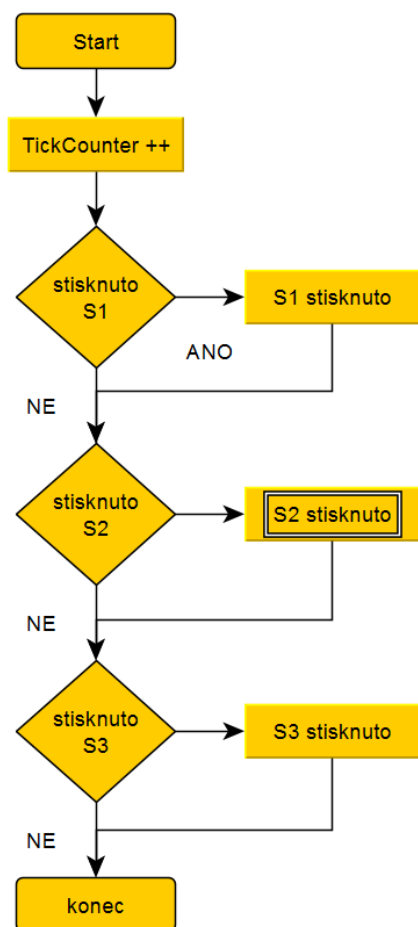 Start
TickCounter ++
stisknuto
S1
S1 stisknuto
ANO
NE
stisknuto
S2
S2 stisknuto
NE
stisknuto
S3
S3 stisknuto
NE
konec